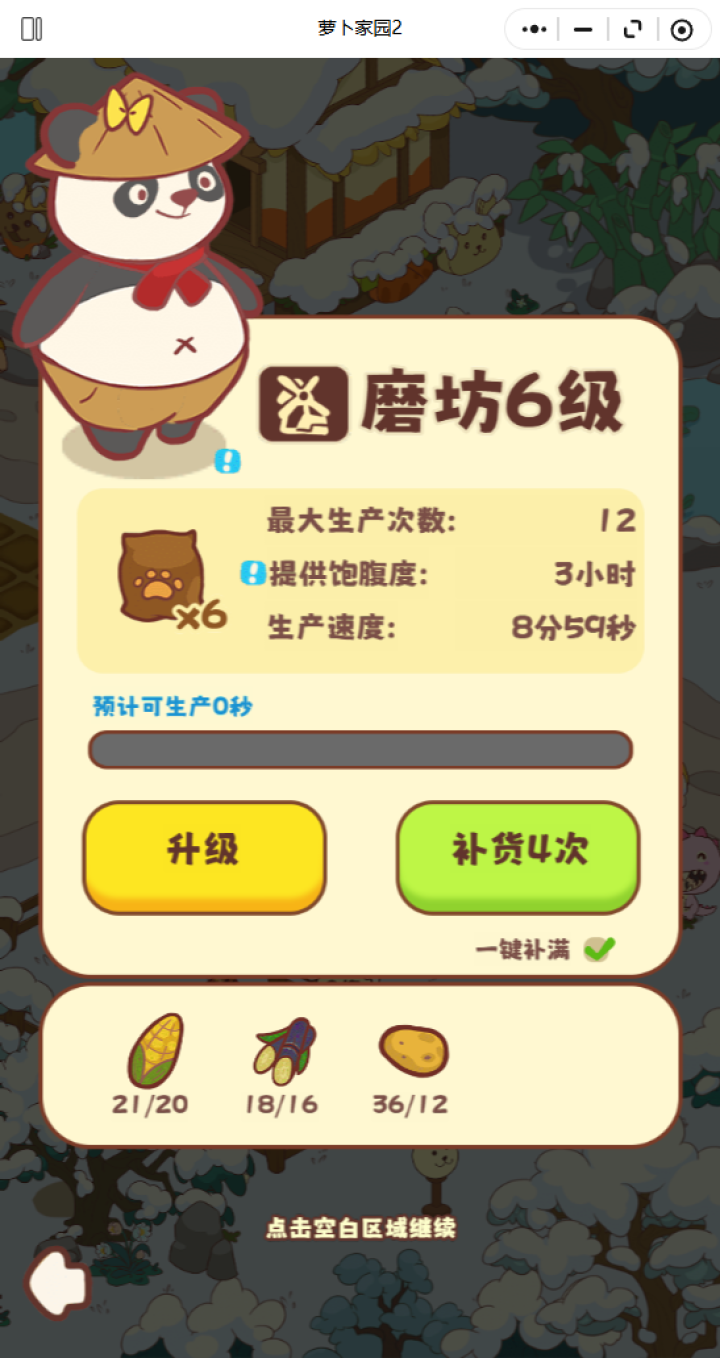 萝卜家园2
磨坊6级
最大生产次数: 12
提供饱腹度: 3小时
生产速度: 8分59秒
×6
预计可生产0秒
升级
补货4次
一键补满
21/20 18/16 36/12
点击空白区域继续